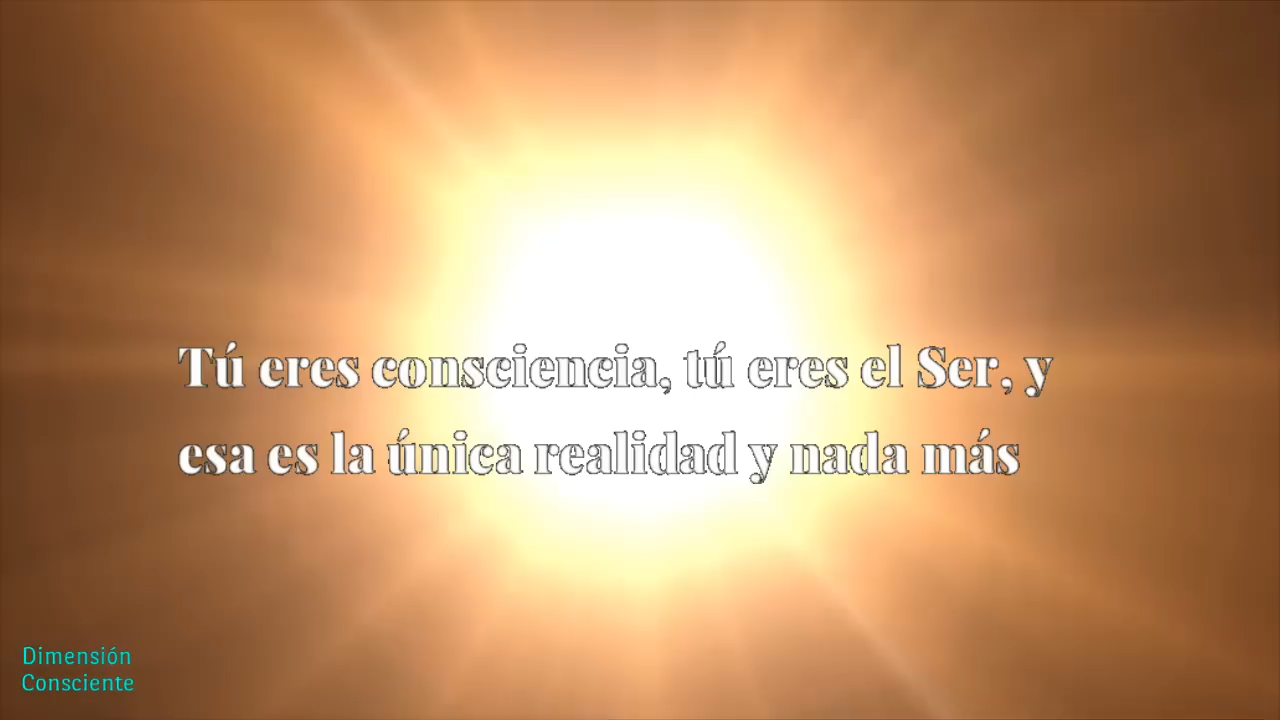 Tú eres consciencia, tú eres el Ser, y
esa es la única realidad y nada más
Dimensión
Consciente